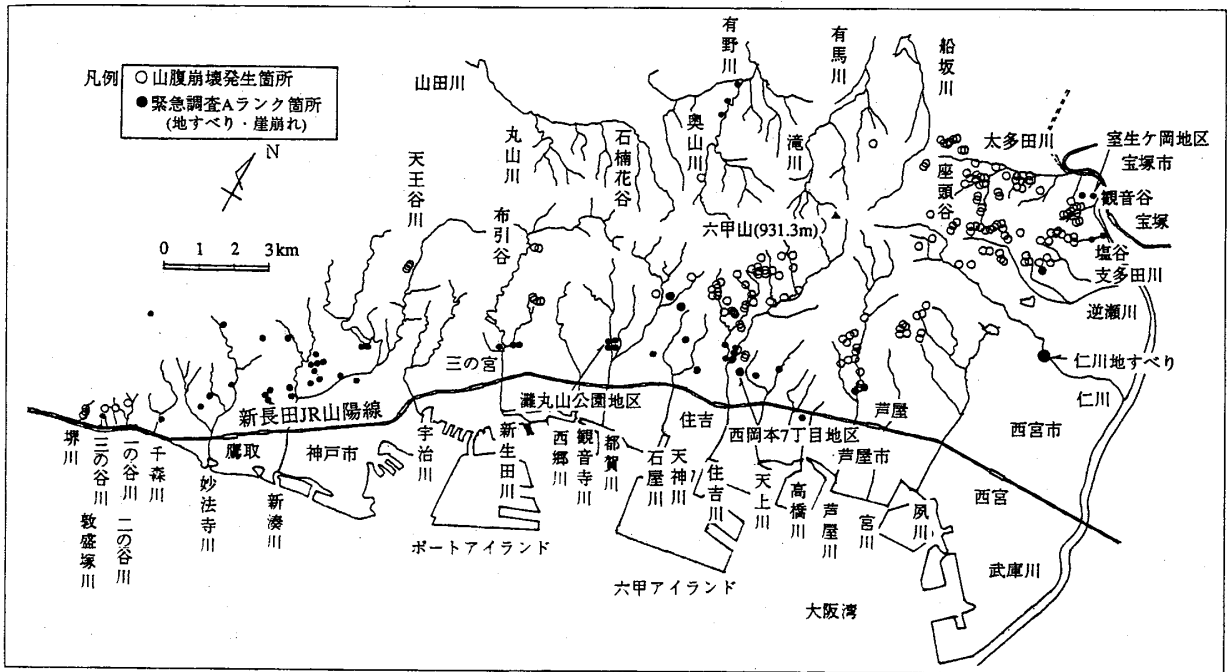 凡例
○山腹崩壊発生箇所
●緊急調査Aランク箇所
(地すべり・崖崩れ)
N
0 1 2 3km
山田川
丸山川
石楠花谷
有野川
奥山川
滝川
有馬川
船坂川
太多田川
座頭谷
室生ケ岡地区
宝塚市
観音谷
宝塚
塩谷
支多田川
逆瀬川
仁川地すべり
仁川
天王谷川
布引谷
六甲山(931.3m)
三の宮
新長田JR山陽線
灘丸山公園地区
住吉
西岡本7丁目地区
芦屋
芦屋市
西宮市
西宮
堺川
三の谷川
敦盛塚川
一の谷川
二の谷川
千森川
妙法寺川
鷹取
新湊川
神戸市
宇治川
新生田川
西郷川
観音寺川
都賀川
石屋川
天神川
住吉川
天上川
高橋川
芦屋川
宮川
夙川
武庫川
ポートアイランド
六甲アイランド
大阪湾